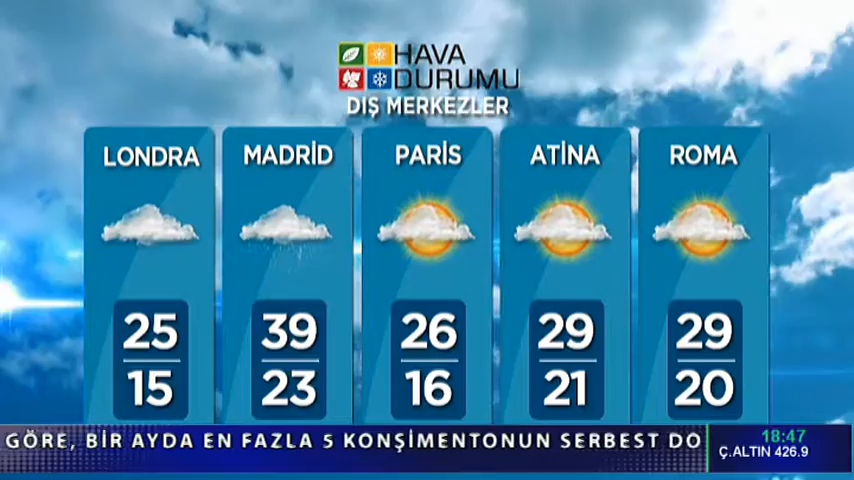 HAVA
DURUMU
DIŞ MERKEZLER
LONDRA MADRİD PARİS ATİNA ROMA
25 39 26 29 29
15 23 16 21 20
GÖRE, BİR AYDA EN FAZLA 5 KONŞİMENTONUN SERBEST DO
18:47
Ç.ALTIN 426.9